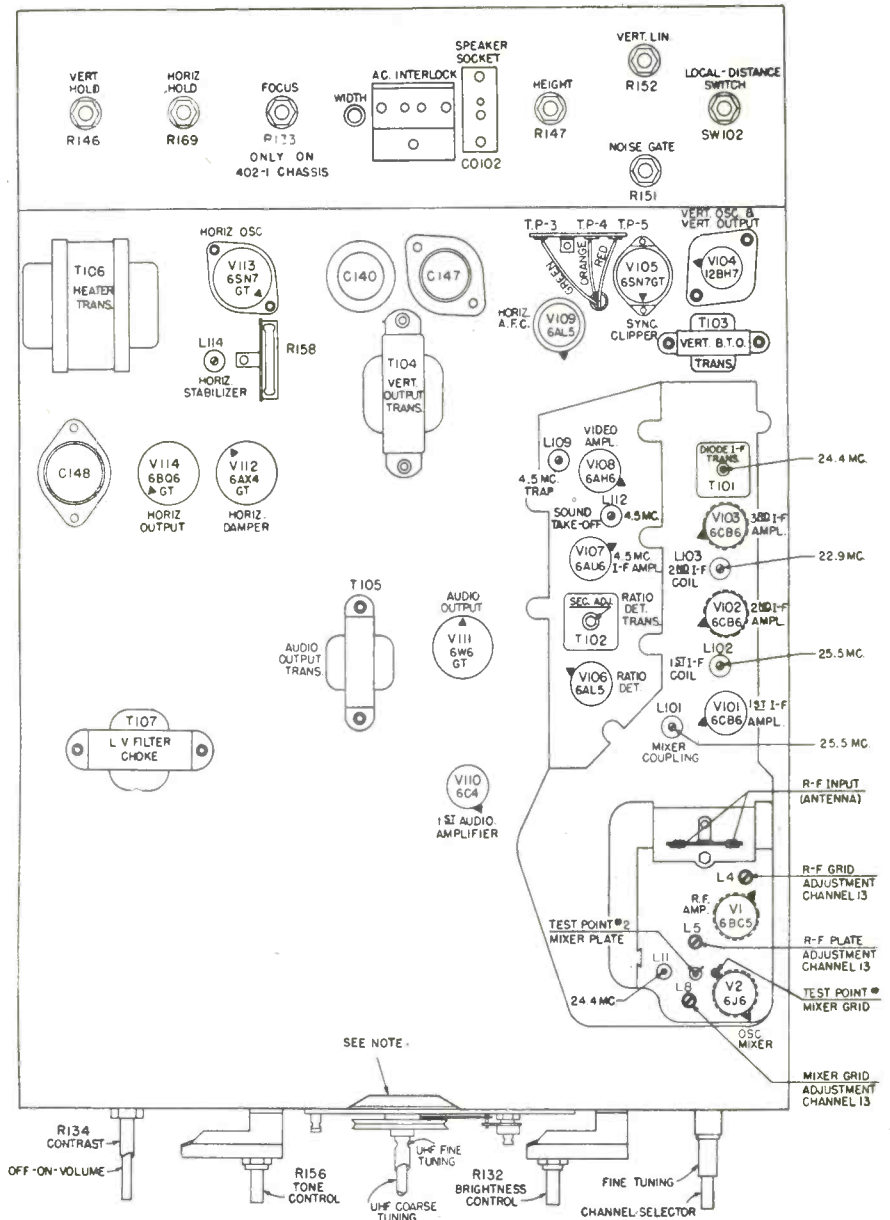 VERT.
HOLD
R146
HORIZ
HOLD
R169
FOCUS
R133
ONLY ON
402-1 CHASSIS
WIDTH
A.C. INTERLOCK
SPEAKER
SOCKET
CO102
HEIGHT
R147
VERT. LIN.
R152
NOISE GATE
R151
LOCAL-DISTANCE
SWITCH
SW102
T106
HEATER
TRANS.
HORIZ OSC
V113
6SN7
GT
L114
HORIZ.
STABILIZER
R158
C140
C147
T104
VERT.
OUTPUT
TRANS.
T.P-3
T.P-4
T.P-5
GREEN
ORANGE
RED
HORIZ
A.F.C.
V109
6AL5
V105
6SN7GT
SYNC
CLIPPER
VERT. OSC. &
VERT OUTPUT
V104
12BH7
T103
VERT. B.T.O.
TRANS.
C148
V114
6BQ6
GT
HORIZ
OUTPUT
V112
6AX4
GT
HORIZ.
DAMPER
L109
4.5 MC.
TRAP
VIDEO
AMPL.
V108
6AH6
L112
SOUND
TAKE-OFF
4.5 MC.
V107
6AU6
4.5 MC.
I-F AMPL.
DIODE I-F
TRANS.
T101
24.4 MC.
V103
6CB6
3RD I-F
AMPL.
L103
2ND I-F
COIL
22.9 MC.
V102
6CB6
2ND I-F
AMPL.
T105
AUDIO
OUTPUT
TRANS.
AUDIO
OUTPUT
V111
6W6
GT
SEC. ADJ.
T102
RATIO
DET.
TRANS.
V106
6AL5
RATIO
DET.
L102
1ST I-F
COIL
25.5 MC.
V101
6CB6
1ST I-F
AMPL.
L101
MIXER
COUPLING
25.5 MC.
T107
L V FILTER
CHOKE
V110
6C4
1ST AUDIO
AMPLIFIER
R-F INPUT
(ANTENNA)
L4
R-F GRID
ADJUSTMENT
CHANNEL 13
R.F.
AMP.
V1
6BC5
L5
R-F PLATE
ADJUSTMENT
CHANNEL 13
TEST POINT #2
MIXER PLATE
L11
24.4 MC
L8
V2
6J6
OSC
MIXER
TEST POINT
MIXER GRID
MIXER GRID
ADJUSTMENT
CHANNEL 13
SEE NOTE
R134
CONTRAST
OFF-ON-VOLUME
R156
TONE
CONTROL
UHF FINE
TUNING
UHF COARSE
TUNING
R132
BRIGHTNESS
CONTROL
FINE TUNING
CHANNEL SELECTOR